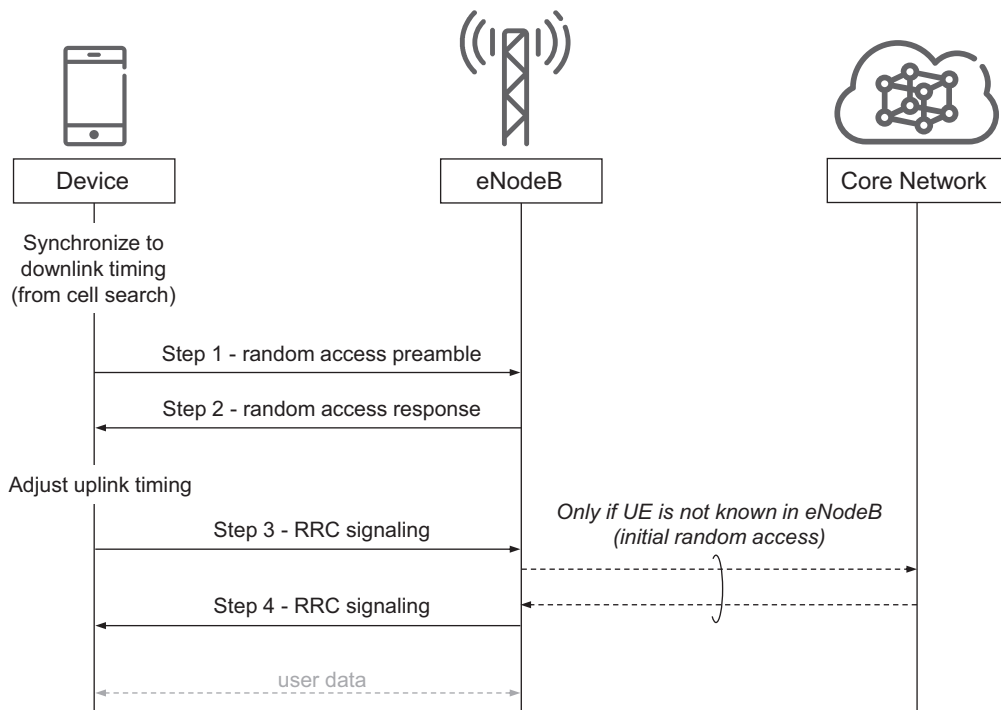 Device
eNodeB
Core Network
Synchronize to
downlink timing
(from cell search)
Step 1 - random access preamble
Step 2 - random access response
Adjust uplink timing
Only if UE is not known in eNodeB
(initial random access)
Step 3 - RRC signaling
Step 4 - RRC signaling
user data